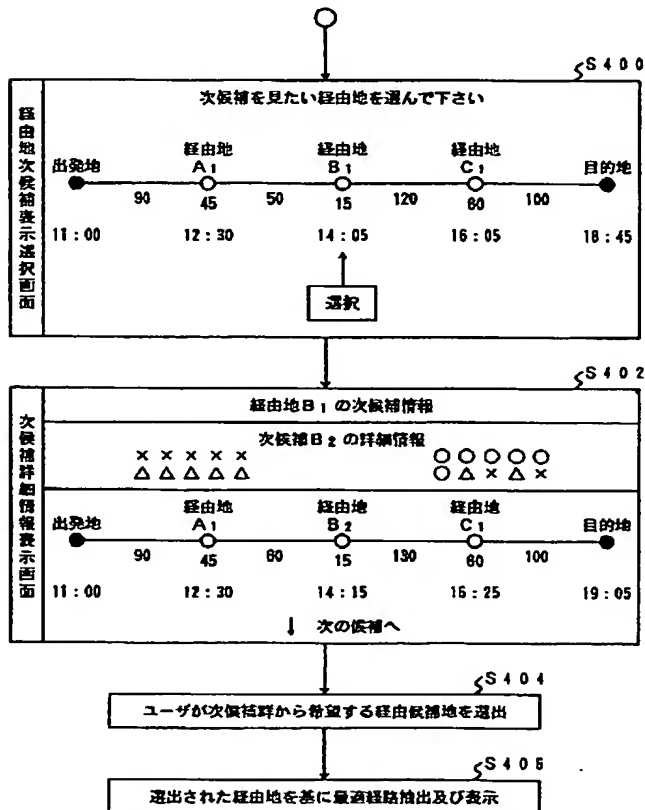 S400
経由地次候補表示選択画面
次候補を見たい経由地を選んで下さい
経由地 経由地 経由地
出発地 A1 B1 C1 目的地
90 45 50 15 120 60 100
11:00 12:30 14:05 16:05 18:45
選択
S402
次候補詳細情報表示画面
経由地B1の次候補情報
次候補B2の詳細情報
×××××  ○○○○○
△△△△△  ○△×△×
経由地 経由地 経由地
出発地 A1 B2 C1 目的地
90 45 60 15 130 60 100
11:00 12:30 14:15 16:25 19:05
↓ 次の候補へ
S404
ユーザが次候補群から希望する経由候補地を選出
S405
選出された経由地を基に最適経路抽出及び表示